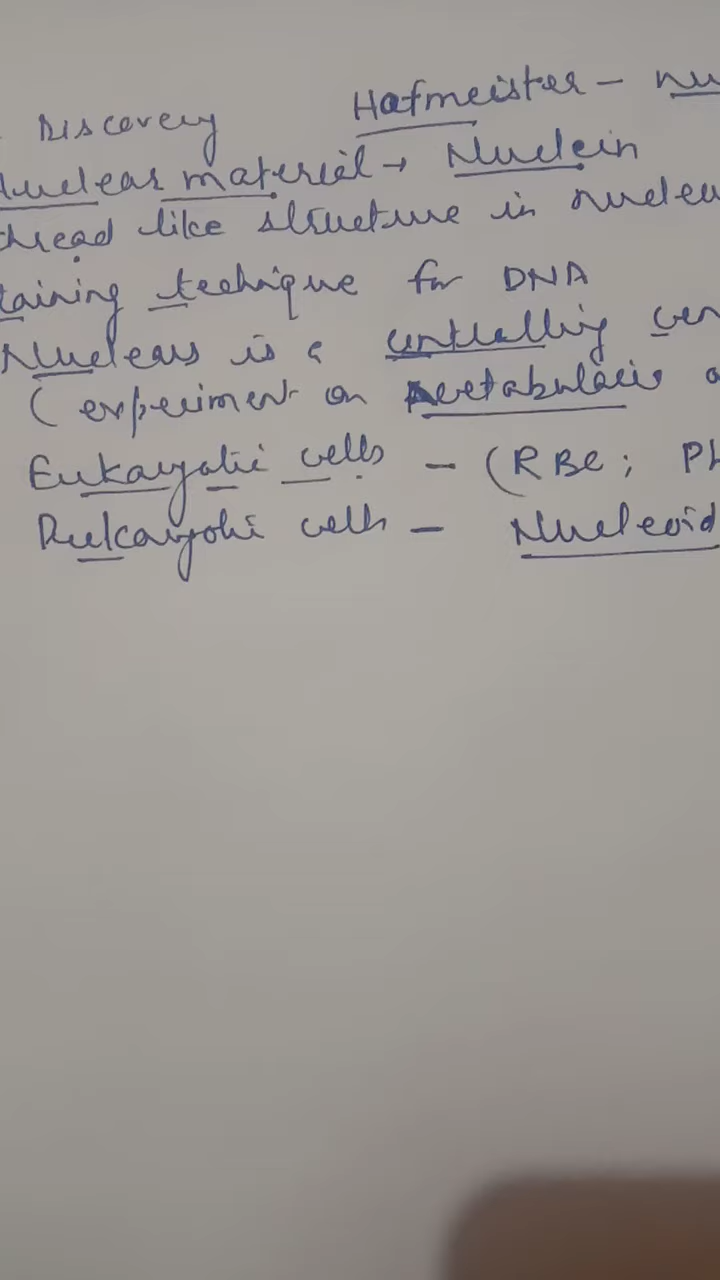 Discovery Hofmeister - nu
Nuclear material → Nuclein
thread like structure in nucleu
taining technique for DNA
Nucleus is a controlling cen
( experiment on Acetabularia o
Eukaryotic cells - (RBC ; Ph
Prokaryotic cells - Nucleoid